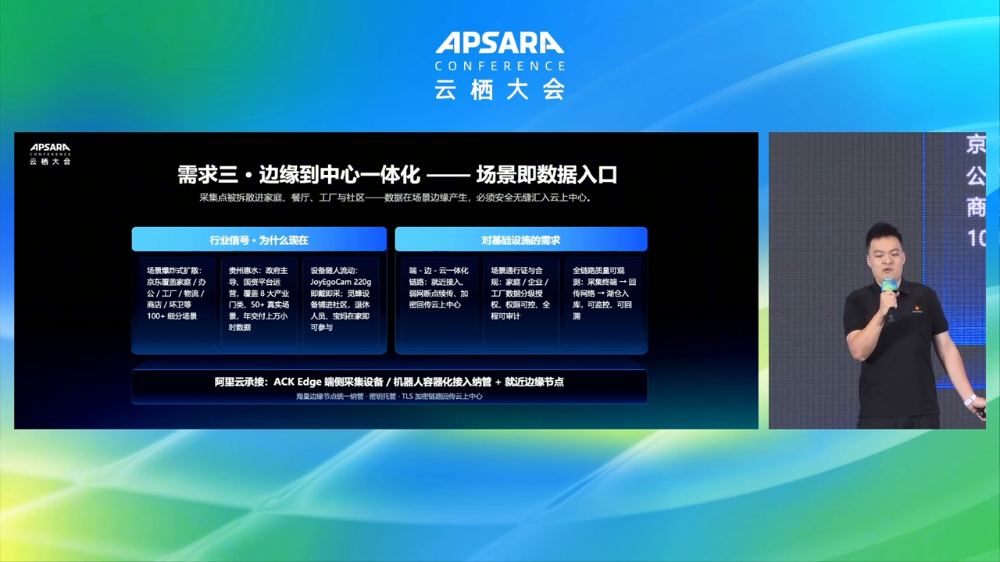 APSARA
CONFERENCE
云栖大会
APSARA
CONFERENCE
云栖大会
需求三·边缘到中心一体化 —— 场景即数据入口
采集点被拆散进家庭、餐厅、工厂与社区——数据在场景边缘产生，必须安全无缝汇入云上中心。
行业信号·为什么现在
场景爆炸式扩散：
京东覆盖家庭 / 办
公 / 工厂 / 物流 /
商店 / 环卫等
100+ 细分场景
贵州惠水：政府主
导、国资平台运
营，覆盖 8 大产业
门类、50+ 真实场
景，年交付上万小
时数据
设备随人流动：
JoyEgoCam 220g
即戴即采；觅蜂设
备铺进社区，退休
人员、宝妈在家即
可参与
对基础设施的需求
端 - 边 - 云一体化
链路：就近接入、
弱网断点续传、加
密回传云上中心
场景通行证与合
规：家庭 / 企业 /
工厂数据分级授
权、权限可控、全
程可审计
全链路质量可观
测：采集终端 → 回
传网络 → 湖仓入
库，可监控、可回
溯
阿里云承接：ACK Edge 端侧采集设备 / 机器人容器化接入纳管 + 就近边缘节点
海量边缘节点统一纳管 · 密钥托管 · TLS 加密链路回传云上中心
京
公
商
10